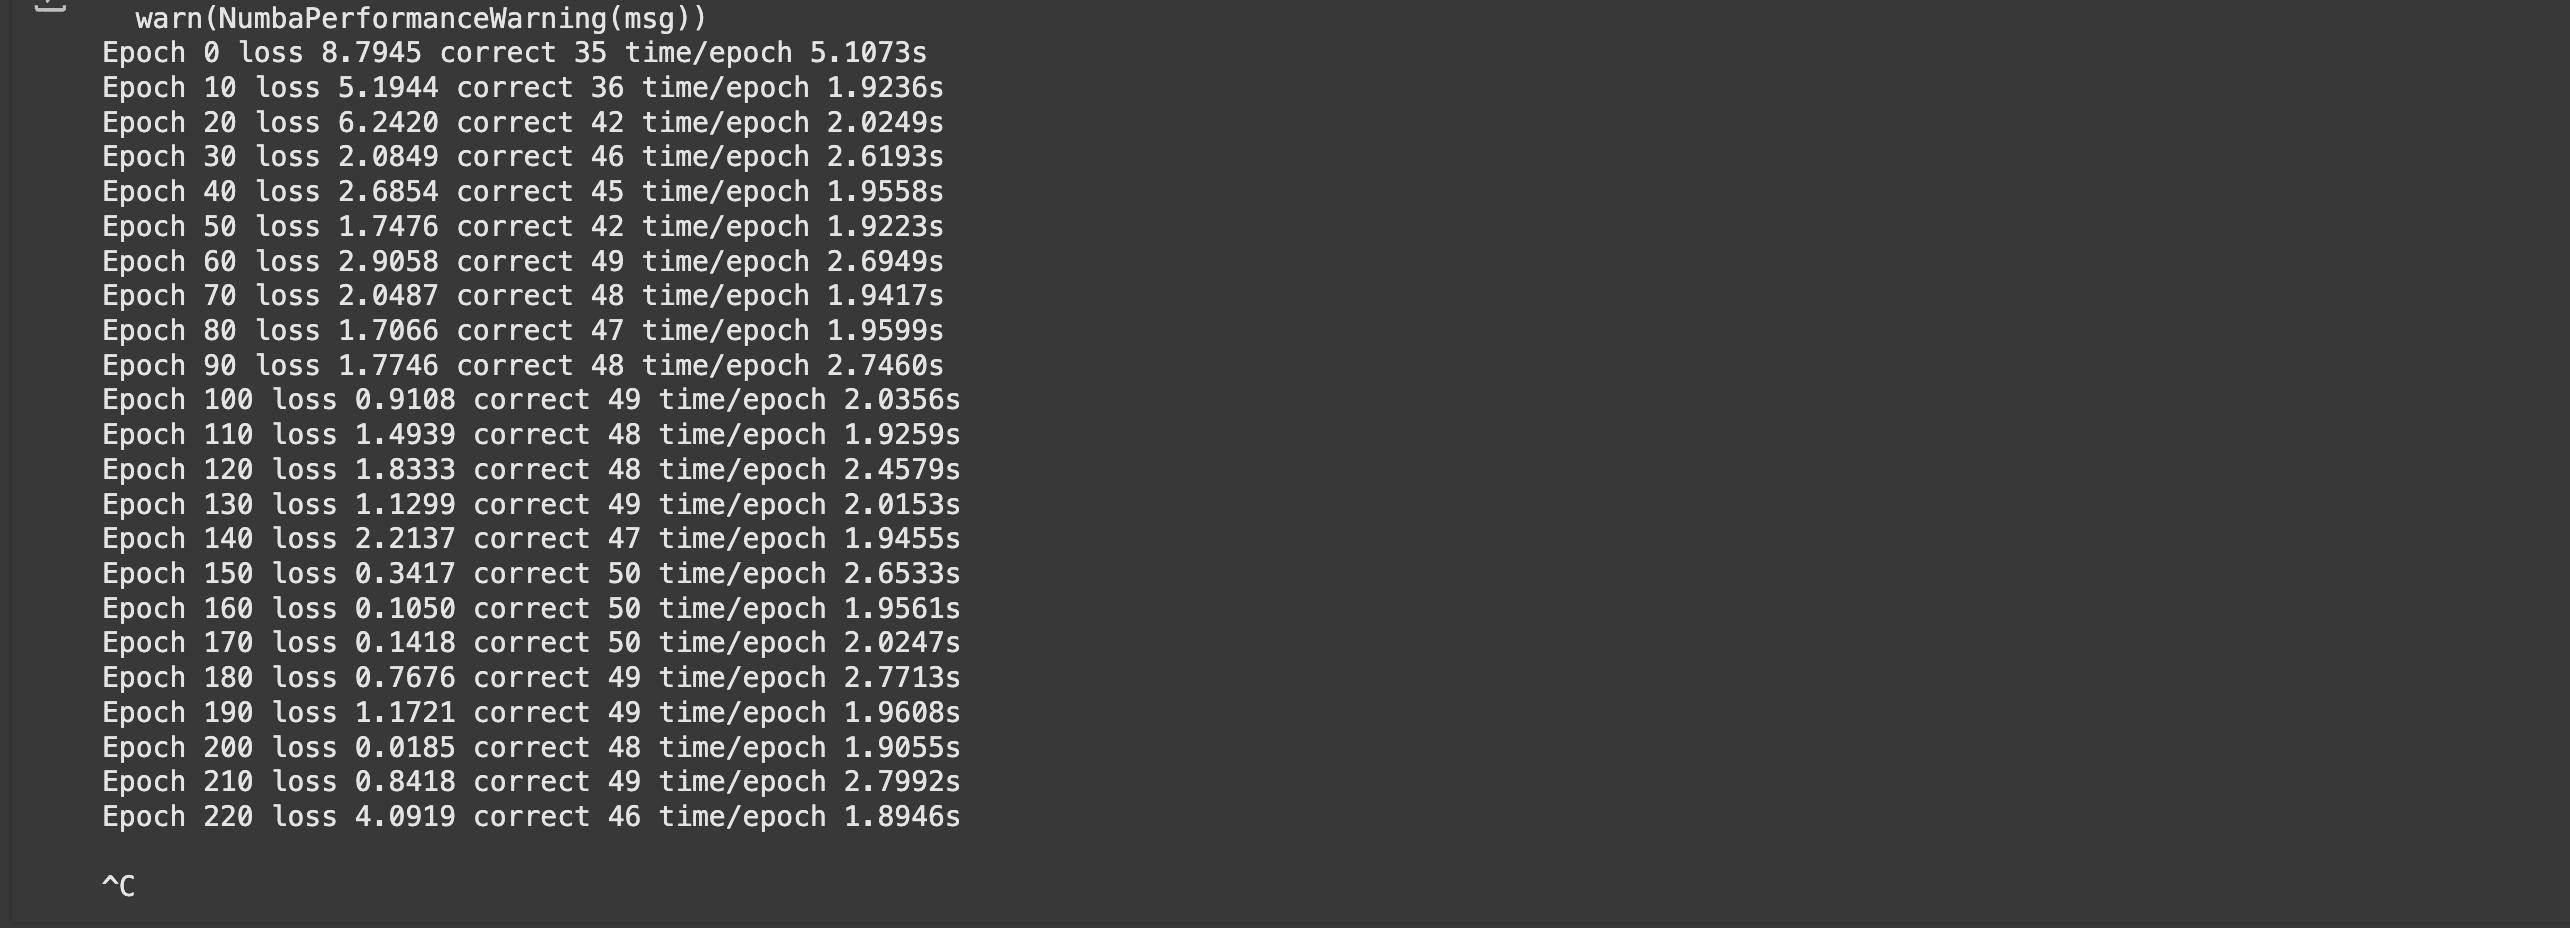 warn(NumbaPerformanceWarning(msg))
Epoch 0 loss 8.7945 correct 35 time/epoch 5.1073s
Epoch 10 loss 5.1944 correct 36 time/epoch 1.9236s
Epoch 20 loss 6.2420 correct 42 time/epoch 2.0249s
Epoch 30 loss 2.0849 correct 46 time/epoch 2.6193s
Epoch 40 loss 2.6854 correct 45 time/epoch 1.9558s
Epoch 50 loss 1.7476 correct 42 time/epoch 1.9223s
Epoch 60 loss 2.9058 correct 49 time/epoch 2.6949s
Epoch 70 loss 2.0487 correct 48 time/epoch 1.9417s
Epoch 80 loss 1.7066 correct 47 time/epoch 1.9599s
Epoch 90 loss 1.7746 correct 48 time/epoch 2.7460s
Epoch 100 loss 0.9108 correct 49 time/epoch 2.0356s
Epoch 110 loss 1.4939 correct 48 time/epoch 1.9259s
Epoch 120 loss 1.8333 correct 48 time/epoch 2.4579s
Epoch 130 loss 1.1299 correct 49 time/epoch 2.0153s
Epoch 140 loss 2.2137 correct 47 time/epoch 1.9455s
Epoch 150 loss 0.3417 correct 50 time/epoch 2.6533s
Epoch 160 loss 0.1050 correct 50 time/epoch 1.9561s
Epoch 170 loss 0.1418 correct 50 time/epoch 2.0247s
Epoch 180 loss 0.7676 correct 49 time/epoch 2.7713s
Epoch 190 loss 1.1721 correct 49 time/epoch 1.9608s
Epoch 200 loss 0.0185 correct 48 time/epoch 1.9055s
Epoch 210 loss 0.8418 correct 49 time/epoch 2.7992s
Epoch 220 loss 4.0919 correct 46 time/epoch 1.8946s
^C